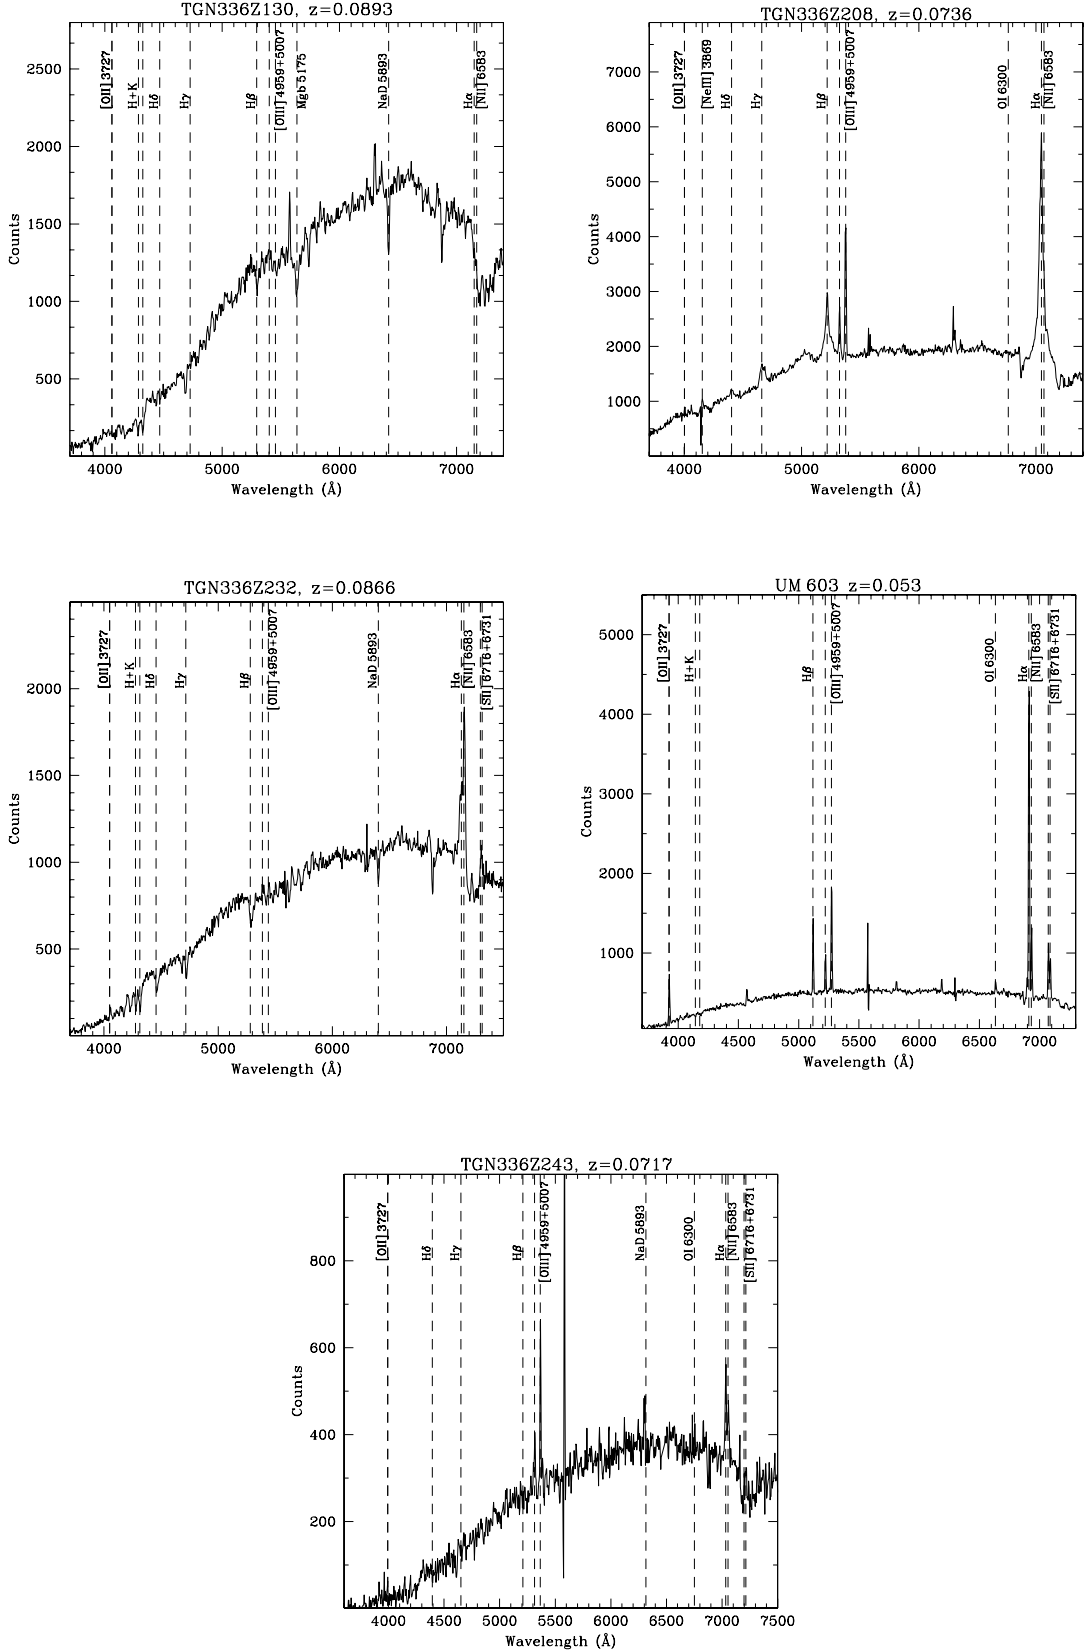 TGN336Z130, z=0.0893
2500
2000
1500
1000
500
Counts
[OII] 3727
H+K
Hδ
Hγ
Hβ
[OIII] 4959+5007
Mgb 5175
NaD 5893
Hα
[NII] 6583
4000 5000 6000 7000
Wavelength (Å)
TGN336Z208, z=0.0736
7000
6000
5000
4000
3000
2000
1000
Counts
[OII] 3727
[NeIII] 3869
Hδ
Hγ
Hβ
[OIII] 4959+5007
OI 6300
Hα
[NII] 6583
4000 5000 6000 7000
Wavelength (Å)
TGN336Z232, z=0.0866
2000
1500
1000
500
Counts
[OII] 3727
H+K
Hδ
Hγ
Hβ
[OIII] 4959+5007
NaD 5893
Hα
[NII] 6583
[SII] 6716+6731
4000 5000 6000 7000
Wavelength (Å)
UM 603 z=0.053
5000
4000
3000
2000
1000
Counts
[OII] 3727
H+K
Hβ
[OIII] 4959+5007
OI 6300
Hα
[NII] 6583
[SII] 6716+6731
4000 4500 5000 5500 6000 6500 7000
Wavelength (Å)
TGN336Z243, z=0.0717
800
600
400
200
Counts
[OII] 3727
Hδ
Hγ
Hβ
[OIII] 4959+5007
NaD 5893
OI 6300
Hα
[NII] 6583
[SII] 6716+6731
4000 4500 5000 5500 6000 6500 7000 7500
Wavelength (Å)